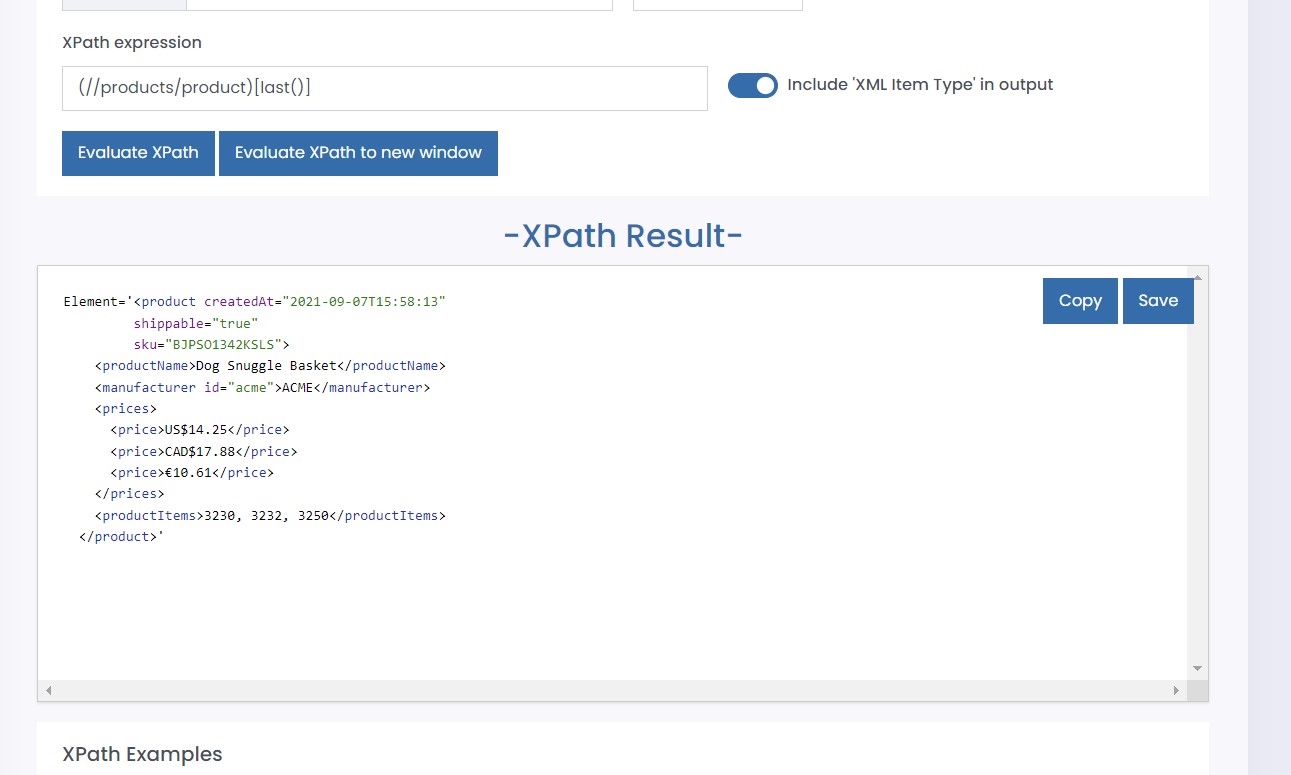 XPath expression
(//products/product)[last()]
Include 'XML Item Type' in output
Evaluate XPath
Evaluate XPath to new window
-XPath Result-
Copy
Save
Element='<product createdAt="2021-09-07T15:58:13"
shippable="true"
sku="BJPSO1342KSLS">
<productName>Dog Snuggle Basket</productName>
<manufacturer id="acme">ACME</manufacturer>
<prices>
<price>US$14.25</price>
<price>CAD$17.88</price>
<price>€10.61</price>
</prices>
<productItems>3230, 3232, 3250</productItems>
</product>'
XPath Examples